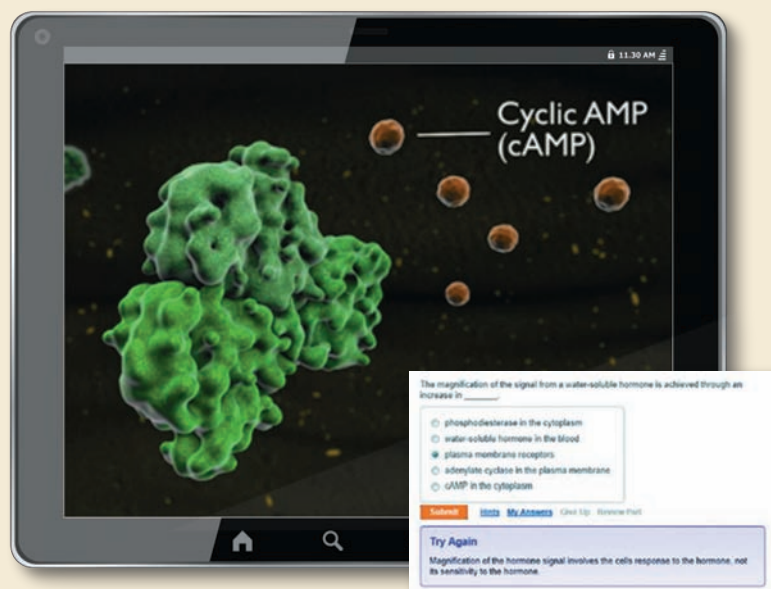 11.30 AM
Cyclic AMP
(cAMP)
The magnification of the signal from a water-soluble hormone is achieved through an
increase in ______.
phosphodiesterase in the cytoplasm
water-soluble hormone in the blood
plasma membrane receptors
adenylate cyclase in the plasma membrane
cAMP in the cytoplasm
Submit Hints My Answers Give Up Review Part
Try Again
Magnification of the hormone signal involves the cells response to the hormone, not
its sensitivity to the hormone.